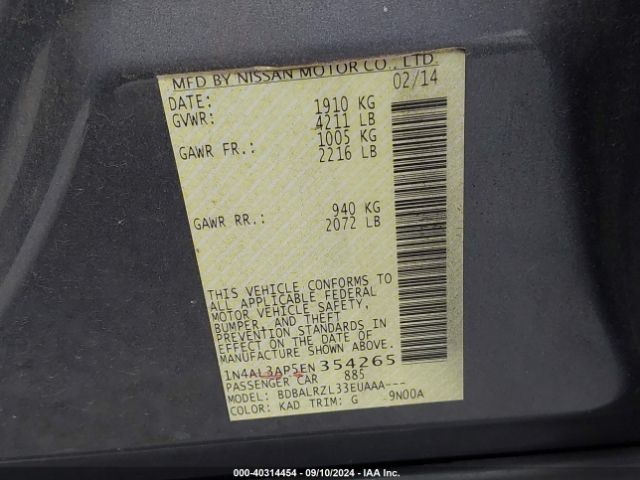 MFD BY NISSAN MOTOR CO., LTD.
DATE: 02/14
GVWR: 1910 KG
4211 LB
GAWR FR.: 1005 KG
2216 LB
GAWR RR.: 940 KG
2072 LB
THIS VEHICLE CONFORMS TO
ALL APPLICABLE FEDERAL
MOTOR VEHICLE SAFETY,
BUMPER, AND THEFT
PREVENTION STANDARDS IN
EFFECT ON THE DATE OF
MANUFACTURE SHOWN ABOVE.
1N4AL3AP5EN354265
PASSENGER CAR 885
MODEL: BDBALRZL33EUAAA---
COLOR: KAD TRIM: G 9N00A
000-40314454 - 09/10/2024 - IAA Inc.